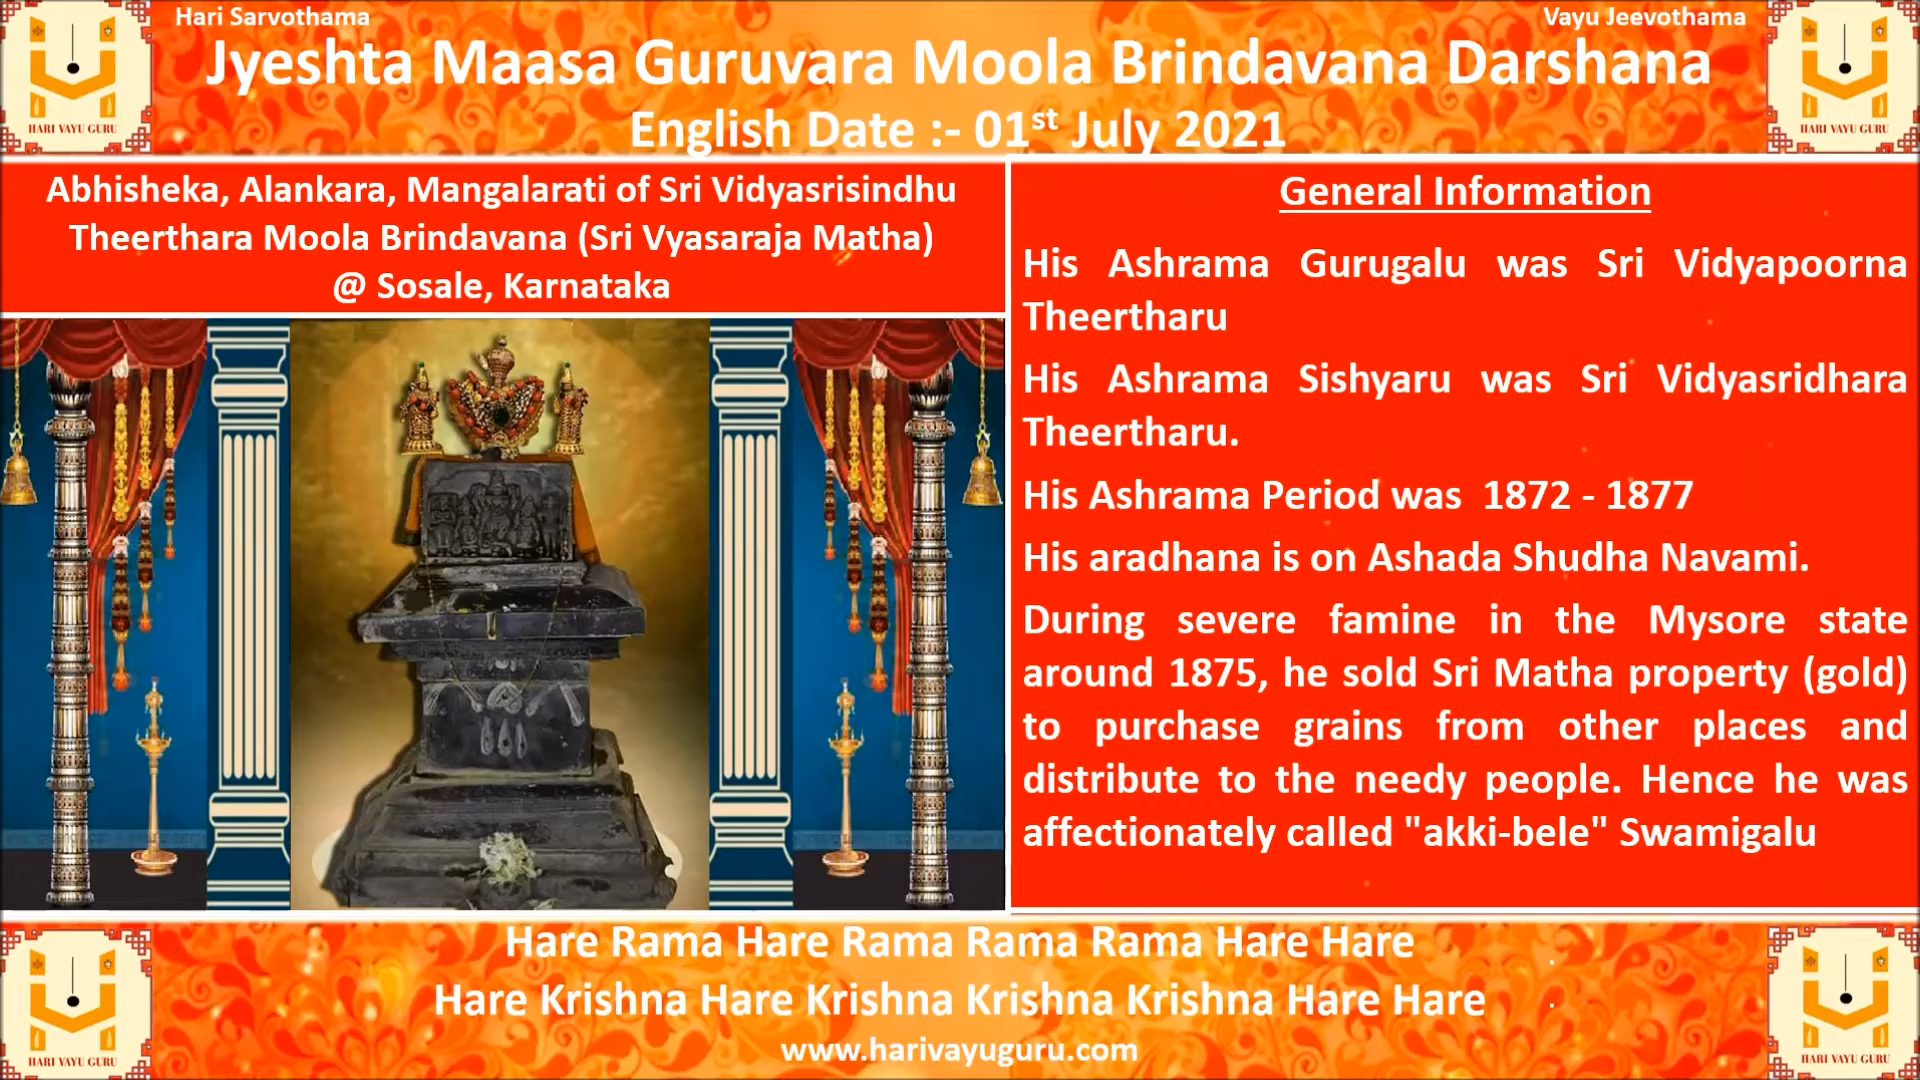 Hari Sarvothama
Vayu Jeevothama
Jyeshta Maasa Guruvara Moola Brindavana Darshana
English Date :- 01st July 2021
HARI VAYU GURU
HARI VAYU GURU
Abhisheka, Alankara, Mangalarati of Sri Vidyasrisindhu
Theerthara Moola Brindavana (Sri Vyasaraja Matha)
@ Sosale, Karnataka
General Information
His Ashrama Gurugalu was Sri Vidyapoorna
Theertharu
His Ashrama Sishyaru was Sri Vidyasridhara
Theertharu.
His Ashrama Period was 1872 - 1877
His aradhana is on Ashada Shudha Navami.
During severe famine in the Mysore state
around 1875, he sold Sri Matha property (gold)
to purchase grains from other places and
distribute to the needy people. Hence he was
affectionately called "akki-bele" Swamigalu
Hare Rama Hare Rama Rama Rama Hare Hare
Hare Krishna Hare Krishna Krishna Krishna Hare Hare
www.harivayuguru.com
HARI VAYU GURU
HARI VAYU GURU